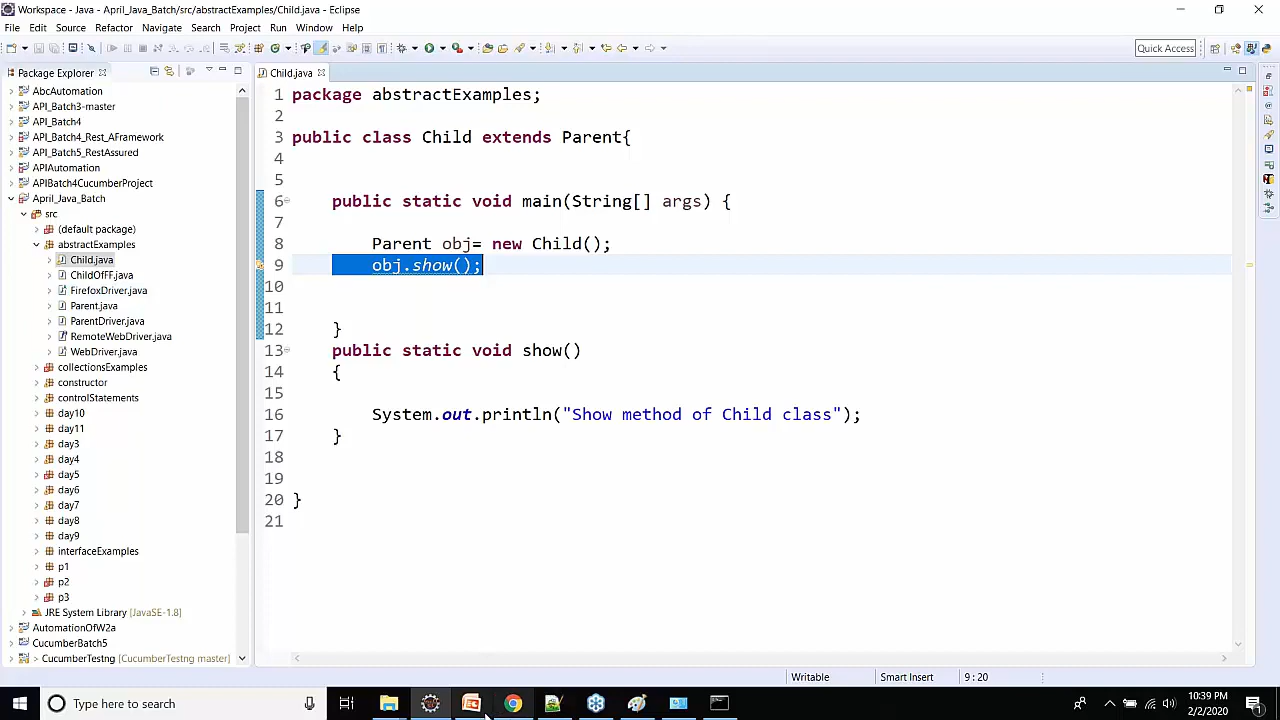 Workspace - Java - April_Java_Batch/src/abstractExamples/Child.java - Eclipse
File Edit Source Refactor Navigate Search Project Run Window Help
Quick Access
Package Explorer
Child.java
AbcAutomation
API_Batch3-master
API_Batch4
API_Batch4_Rest_AFramework
API_Batch5_RestAssured
APIAutomation
APIBatch4CucumberProject
April_Java_Batch
src
(default package)
abstractExamples
Child.java
ChildOfFF.java
FirefoxDriver.java
Parent.java
ParentDriver.java
RemoteWebDriver.java
WebDriver.java
collectionsExamples
constructor
controlStatements
day10
day11
day3
day4
day5
day6
day7
day8
day9
interfaceExamples
p1
p2
p3
JRE System Library [JavaSE-1.8]
AutomationOfW2a
CucumberBatch5
> CucumberTestng [CucumberTestng master]
1 package abstractExamples;
2
3 public class Child extends Parent{
4
5
6 public static void main(String[] args) {
7
8 Parent obj= new Child();
9 obj.show();
10
11
12 }
13 public static void show()
14 {
15
16 System.out.println("Show method of Child class");
17 }
18
19
20 }
21
Writable Smart Insert 9 : 20
Type here to search
10:39 PM
2/2/2020